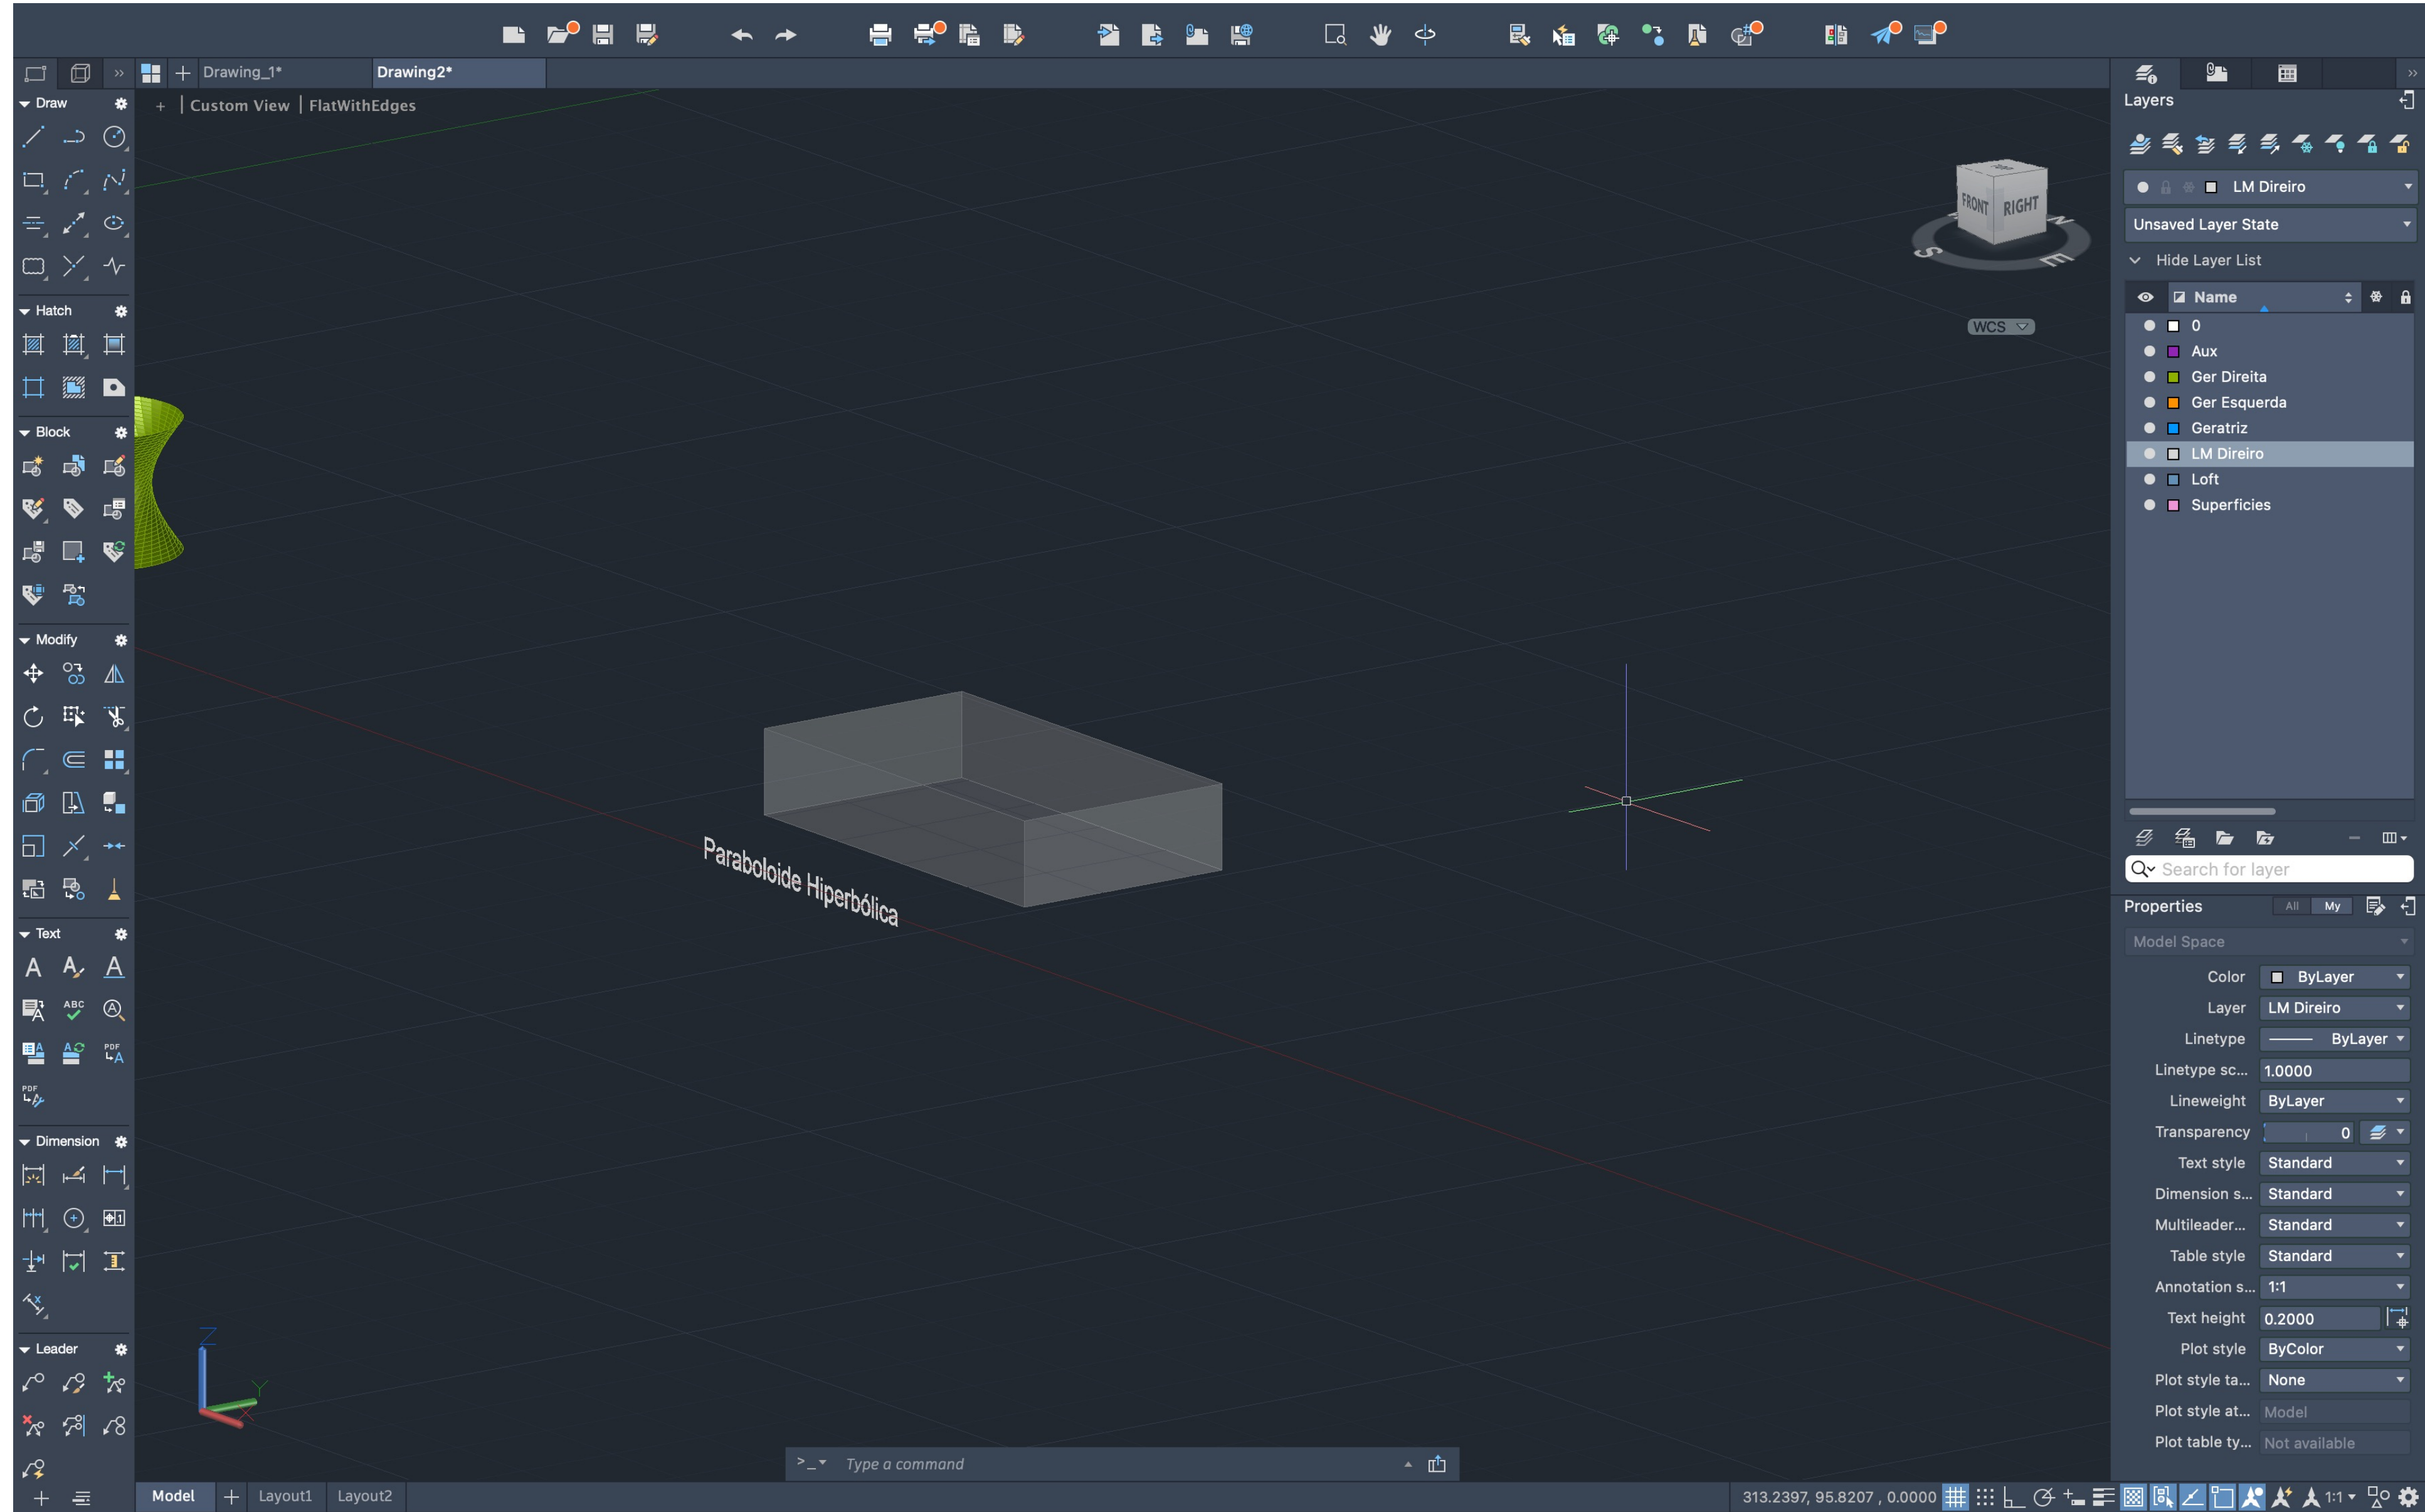 Drawing_1*
Drawing2*
Draw
+ | Custom View | FlatWithEdges
Layers
TOP
FRONT
RIGHT
S
E
N
LM Direiro
Unsaved Layer State
Hide Layer List
Name
WCS
0
Aux
Ger Direita
Ger Esquerda
Geratriz
LM Direiro
Loft
Superficies
Hatch
Block
Modify
Paraboloide Hiperbólica
Search for layer
Properties
All
My
Model Space
Color ByLayer
Layer LM Direiro
Linetype ByLayer
Linetype sc... 1.0000
Lineweight ByLayer
Transparency 0
Text style Standard
Dimension s... Standard
Multileader... Standard
Table style Standard
Annotation s... 1:1
Text height 0.2000
Plot style ByColor
Plot style ta... None
Plot style at... Model
Plot table ty... Not available
Text
A A A
ABC
PDF
PDF
Dimension
Leader
Z
Y
X
>_ Type a command
Model + Layout1 Layout2
313.2397, 95.8207 , 0.0000
1:1